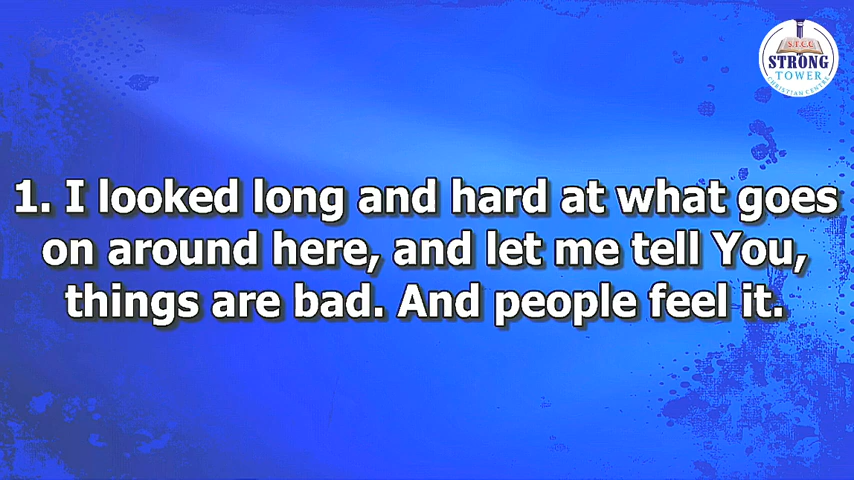 S.T.C.C
STRONG
TOWER
CHRISTIAN CENTRE
1. I looked long and hard at what goes
on around here, and let me tell You,
things are bad. And people feel it.